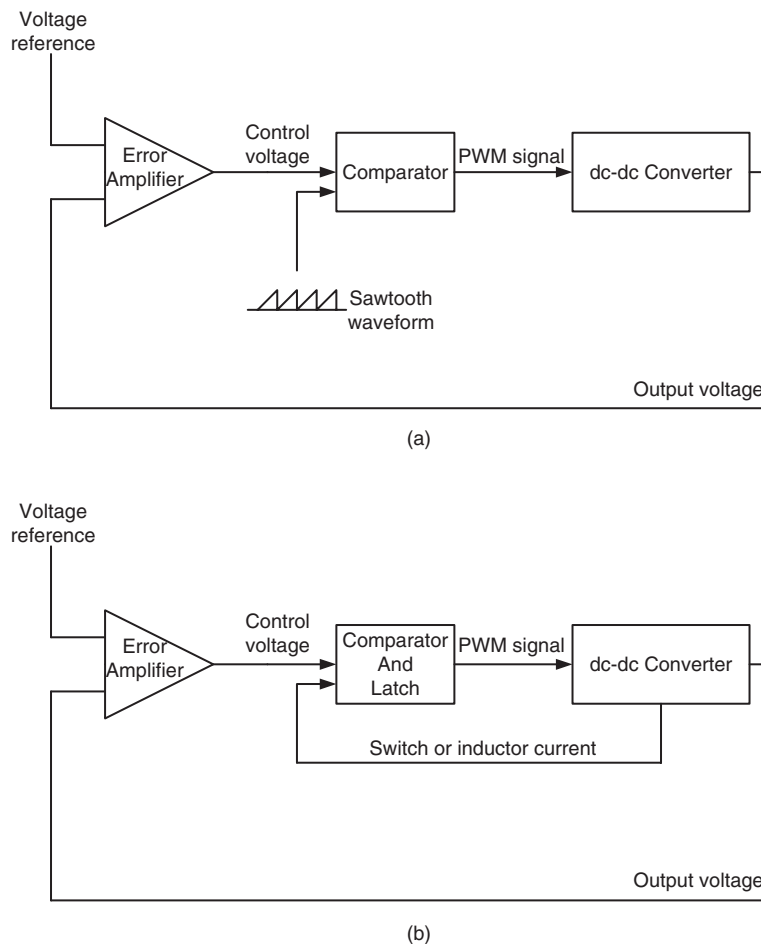 Voltage
reference
Error
Amplifier
Control
voltage
Comparator
PWM signal
dc-dc Converter
Sawtooth
waveform
Output voltage
(a)
Voltage
reference
Error
Amplifier
Control
voltage
Comparator
And
Latch
PWM signal
dc-dc Converter
Switch or inductor current
Output voltage
(b)